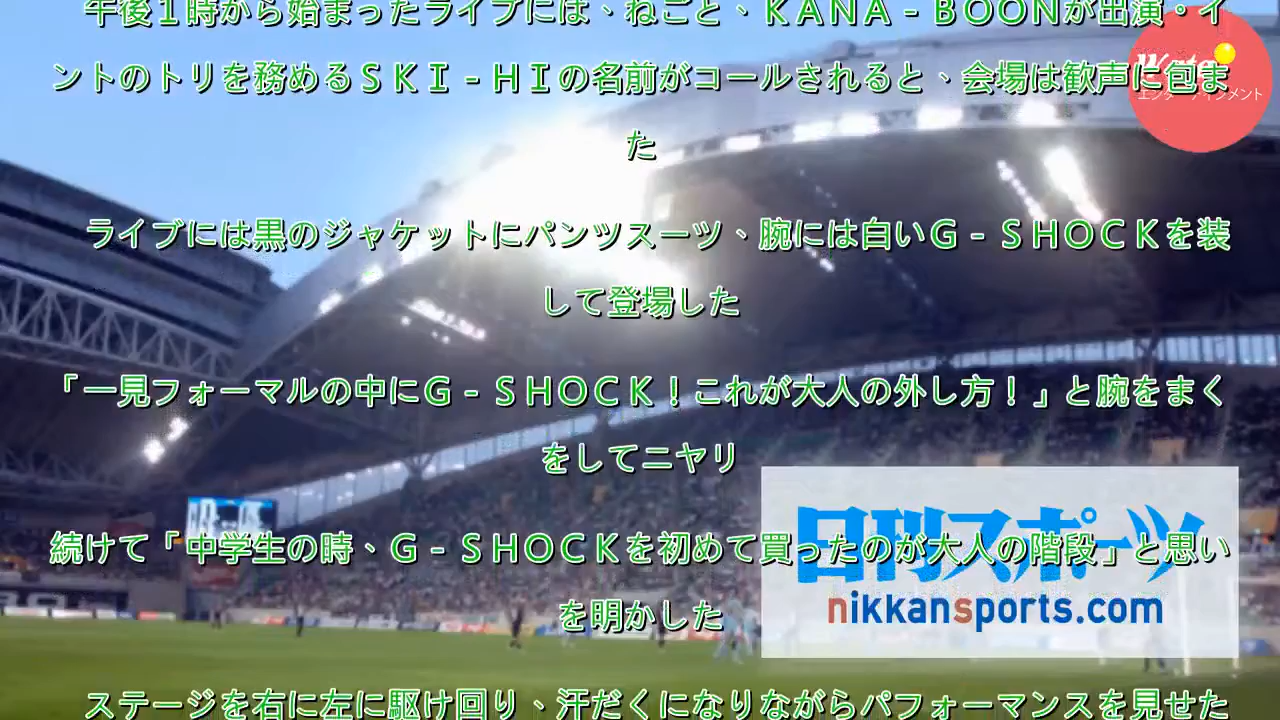 午後１時から始まったライブには、ねごと、ＫＡＮＡ－ＢＯＯＮが出演・イ
ントのトリを務めるＳＫＩ－ＨＩの名前がコールされると、会場は歓声に包ま
た
エンターテインメント
ライブには黒のジャケットにパンツスーツ、腕には白いＧ－ＳＨＯＣＫを装
して登場した
「一見フォーマルの中にＧ－ＳＨＯＣＫ！これが大人の外し方！」と腕をまく
をしてニヤリ
続けて「中学生の時、Ｇ－ＳＨＯＣＫを初めて買ったのが大人の階段」と思い
を明かした
日刊スポーツ
nikkansports.com
ステージを右に左に駆け回り、汗だくになりながらパフォーマンスを見せた